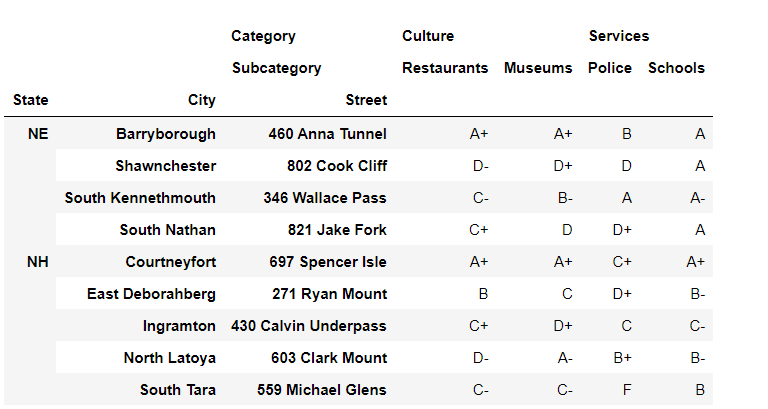 Category Culture Services
Subcategory Restaurants Museums Police Schools
State City Street
NE Barryborough 460 Anna Tunnel A+ A+ B A
Shawnchester 802 Cook Cliff D- D+ D A
South Kennethmouth 346 Wallace Pass C- B- A A-
South Nathan 821 Jake Fork C+ D D+ A
NH Courtneyfort 697 Spencer Isle A+ A+ C+ A+
East Deborahberg 271 Ryan Mount B C D+ B-
Ingramton 430 Calvin Underpass C+ D+ C C-
North Latoya 603 Clark Mount D- A- B+ B-
South Tara 559 Michael Glens C- C- F B